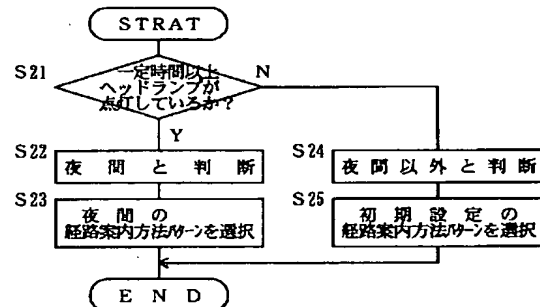 STRAT
S21
一定時間以上
ヘッドランプが
点灯しているか？
N
Y
S22
夜間と判断
S24
夜間以外と判断
S23
夜間の
経路案内方法パターンを選択
S25
初期設定の
経路案内方法パターンを選択
END